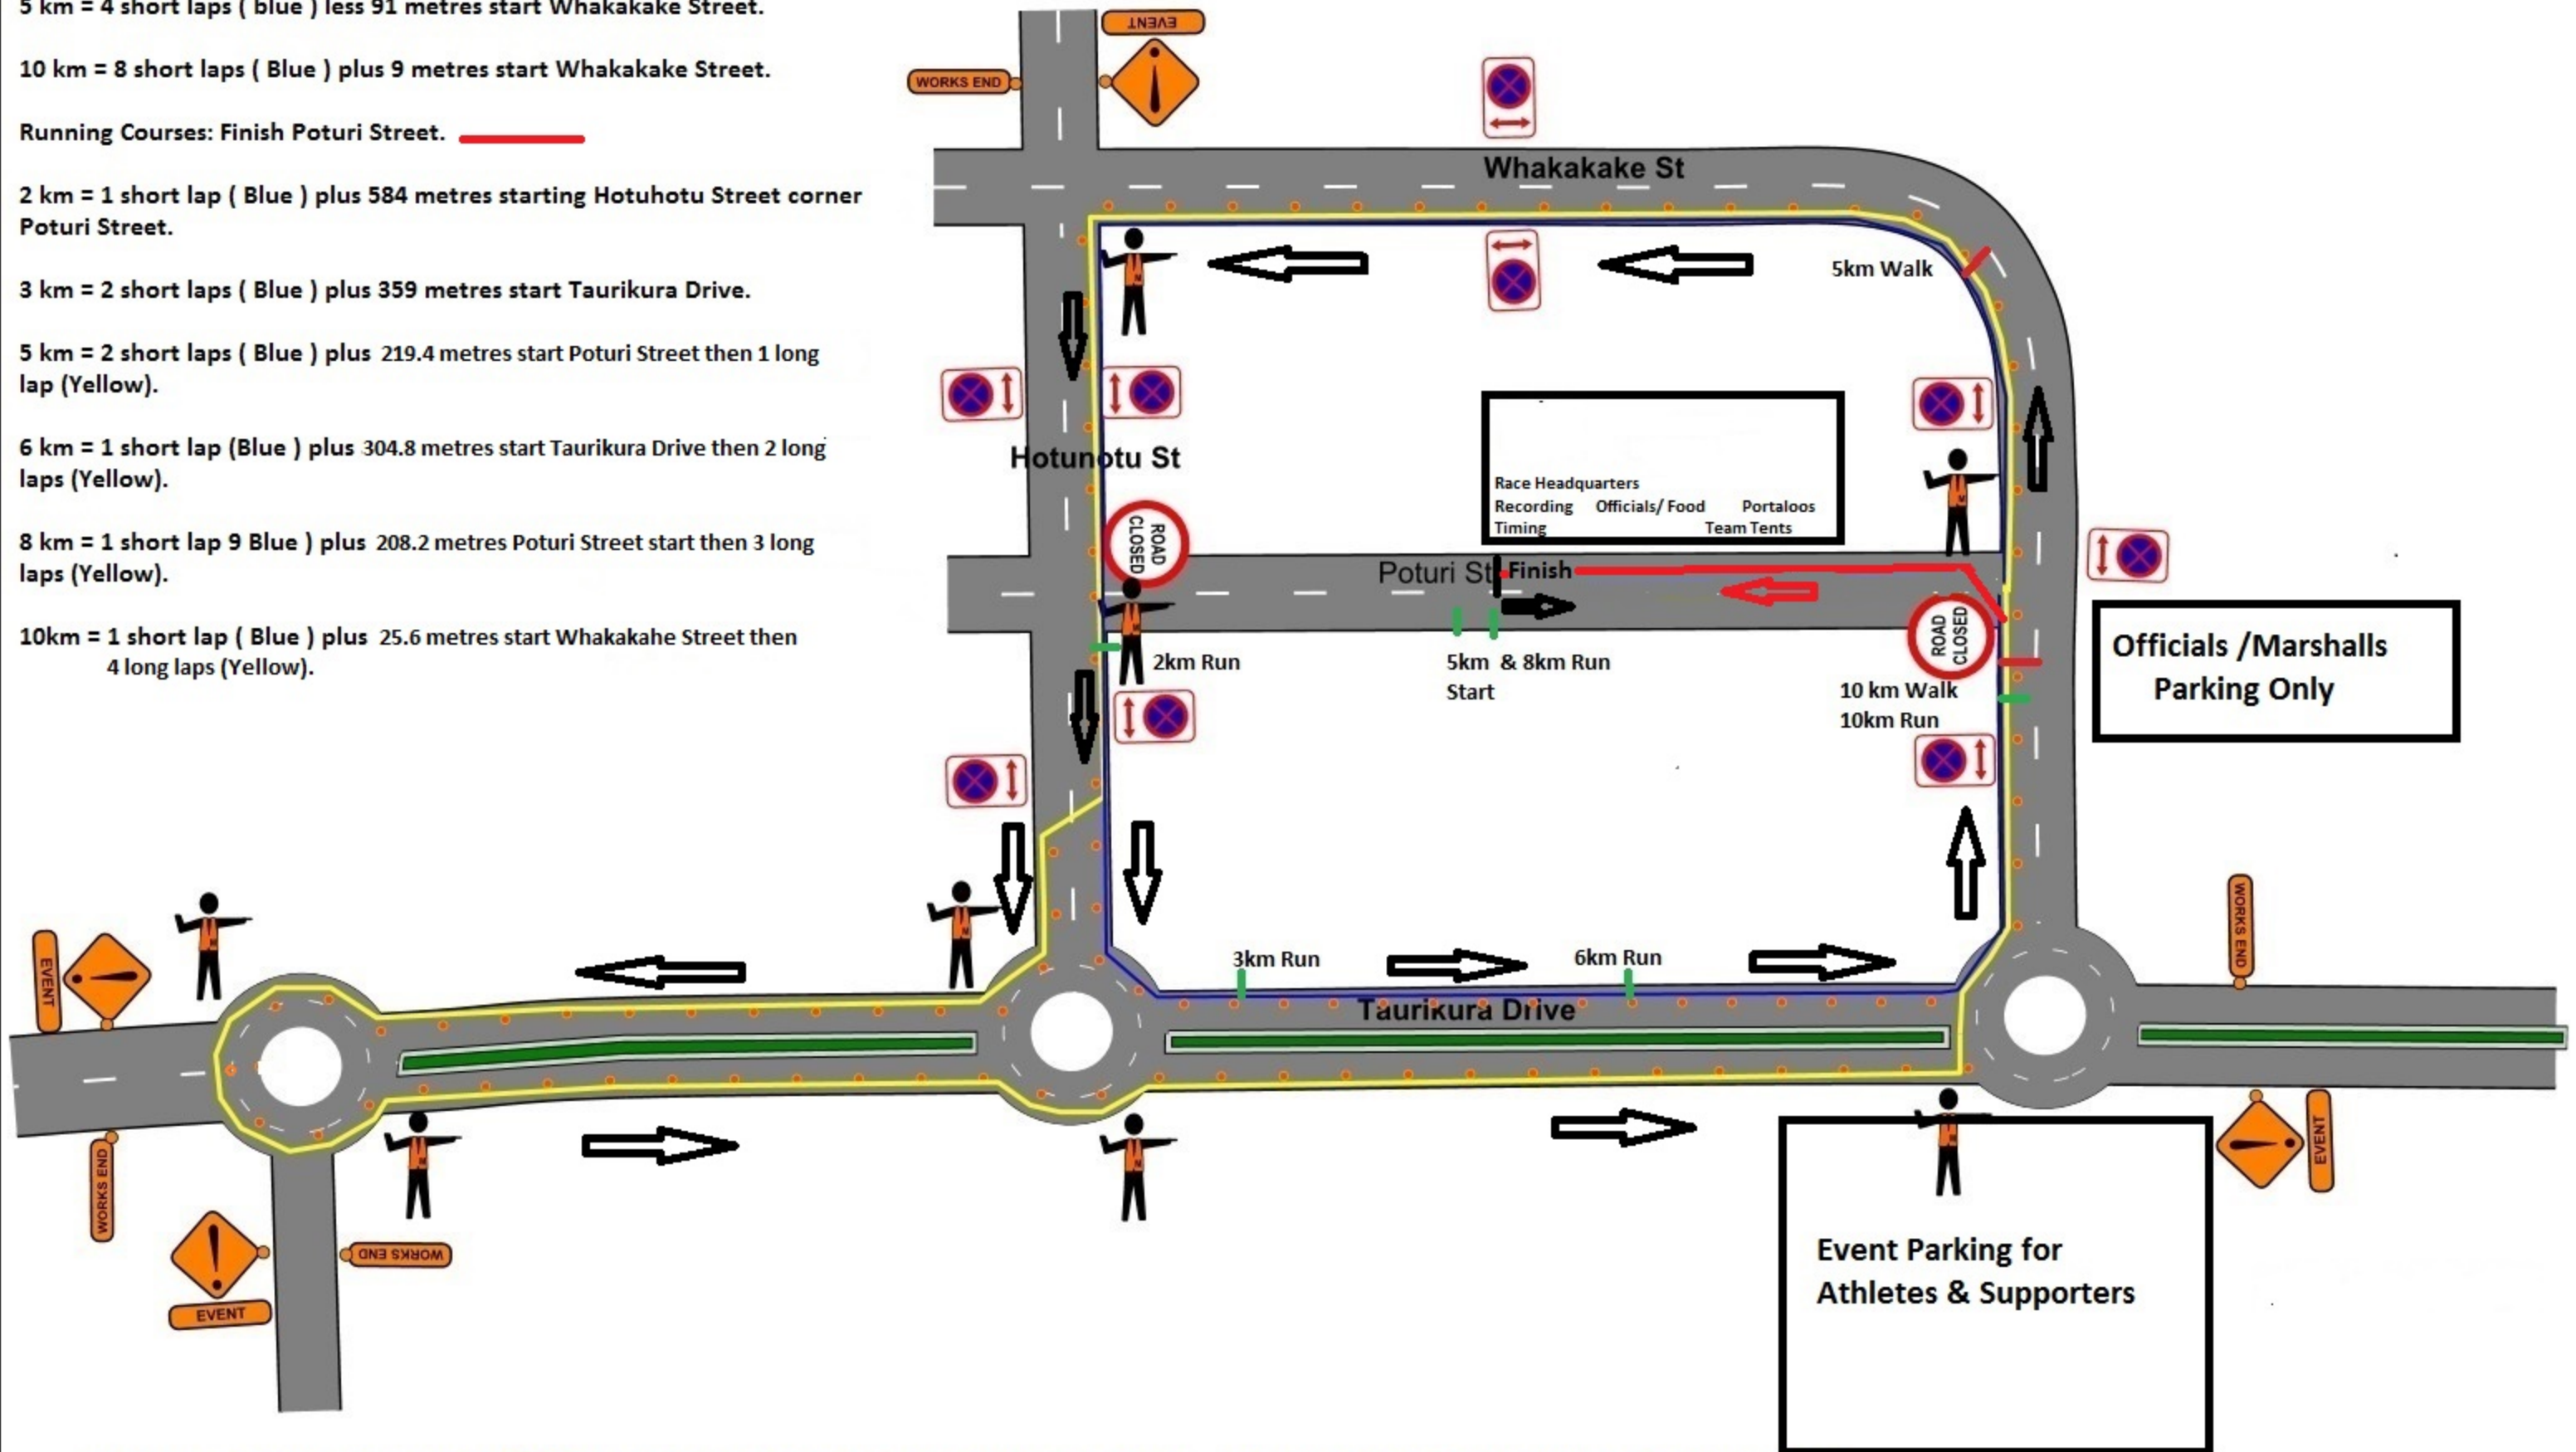 5 km = 4 short laps ( blue ) less 91 metres start Whakakake Street.
10 km = 8 short laps ( Blue ) plus 9 metres start Whakakake Street.
Running Courses: Finish Poturi Street.
2 km = 1 short lap ( Blue ) plus 584 metres starting Hotuhotu Street corner
Poturi Street.
3 km = 2 short laps ( Blue ) plus 359 metres start Taurikura Drive.
5 km = 2 short laps ( Blue ) plus 219.4 metres start Poturi Street then 1 long
lap (Yellow).
6 km = 1 short lap (Blue ) plus 304.8 metres start Taurikura Drive then 2 long
laps (Yellow).
8 km = 1 short lap 9 Blue ) plus 208.2 metres Poturi Street start then 3 long
laps (Yellow).
10km = 1 short lap ( Blue ) plus 25.6 metres start Whakakahe Street then
4 long laps (Yellow).
EVENT
WORKS END
Whakakake St
5km Walk
Hotunotu St
Race Headquarters
Recording Officials/ Food Portaloos
Timing Team Tents
ROAD
CLOSED
Poturi St
Finish
ROAD
CLOSED
2km Run
5km & 8km Run
Start
10 km Walk
10km Run
Officials /Marshalls
Parking Only
3km Run
6km Run
Taurikura Drive
WORKS END
EVENT
WORKS END
EVENT
WORKS END
EVENT
Event Parking for
Athletes & Supporters